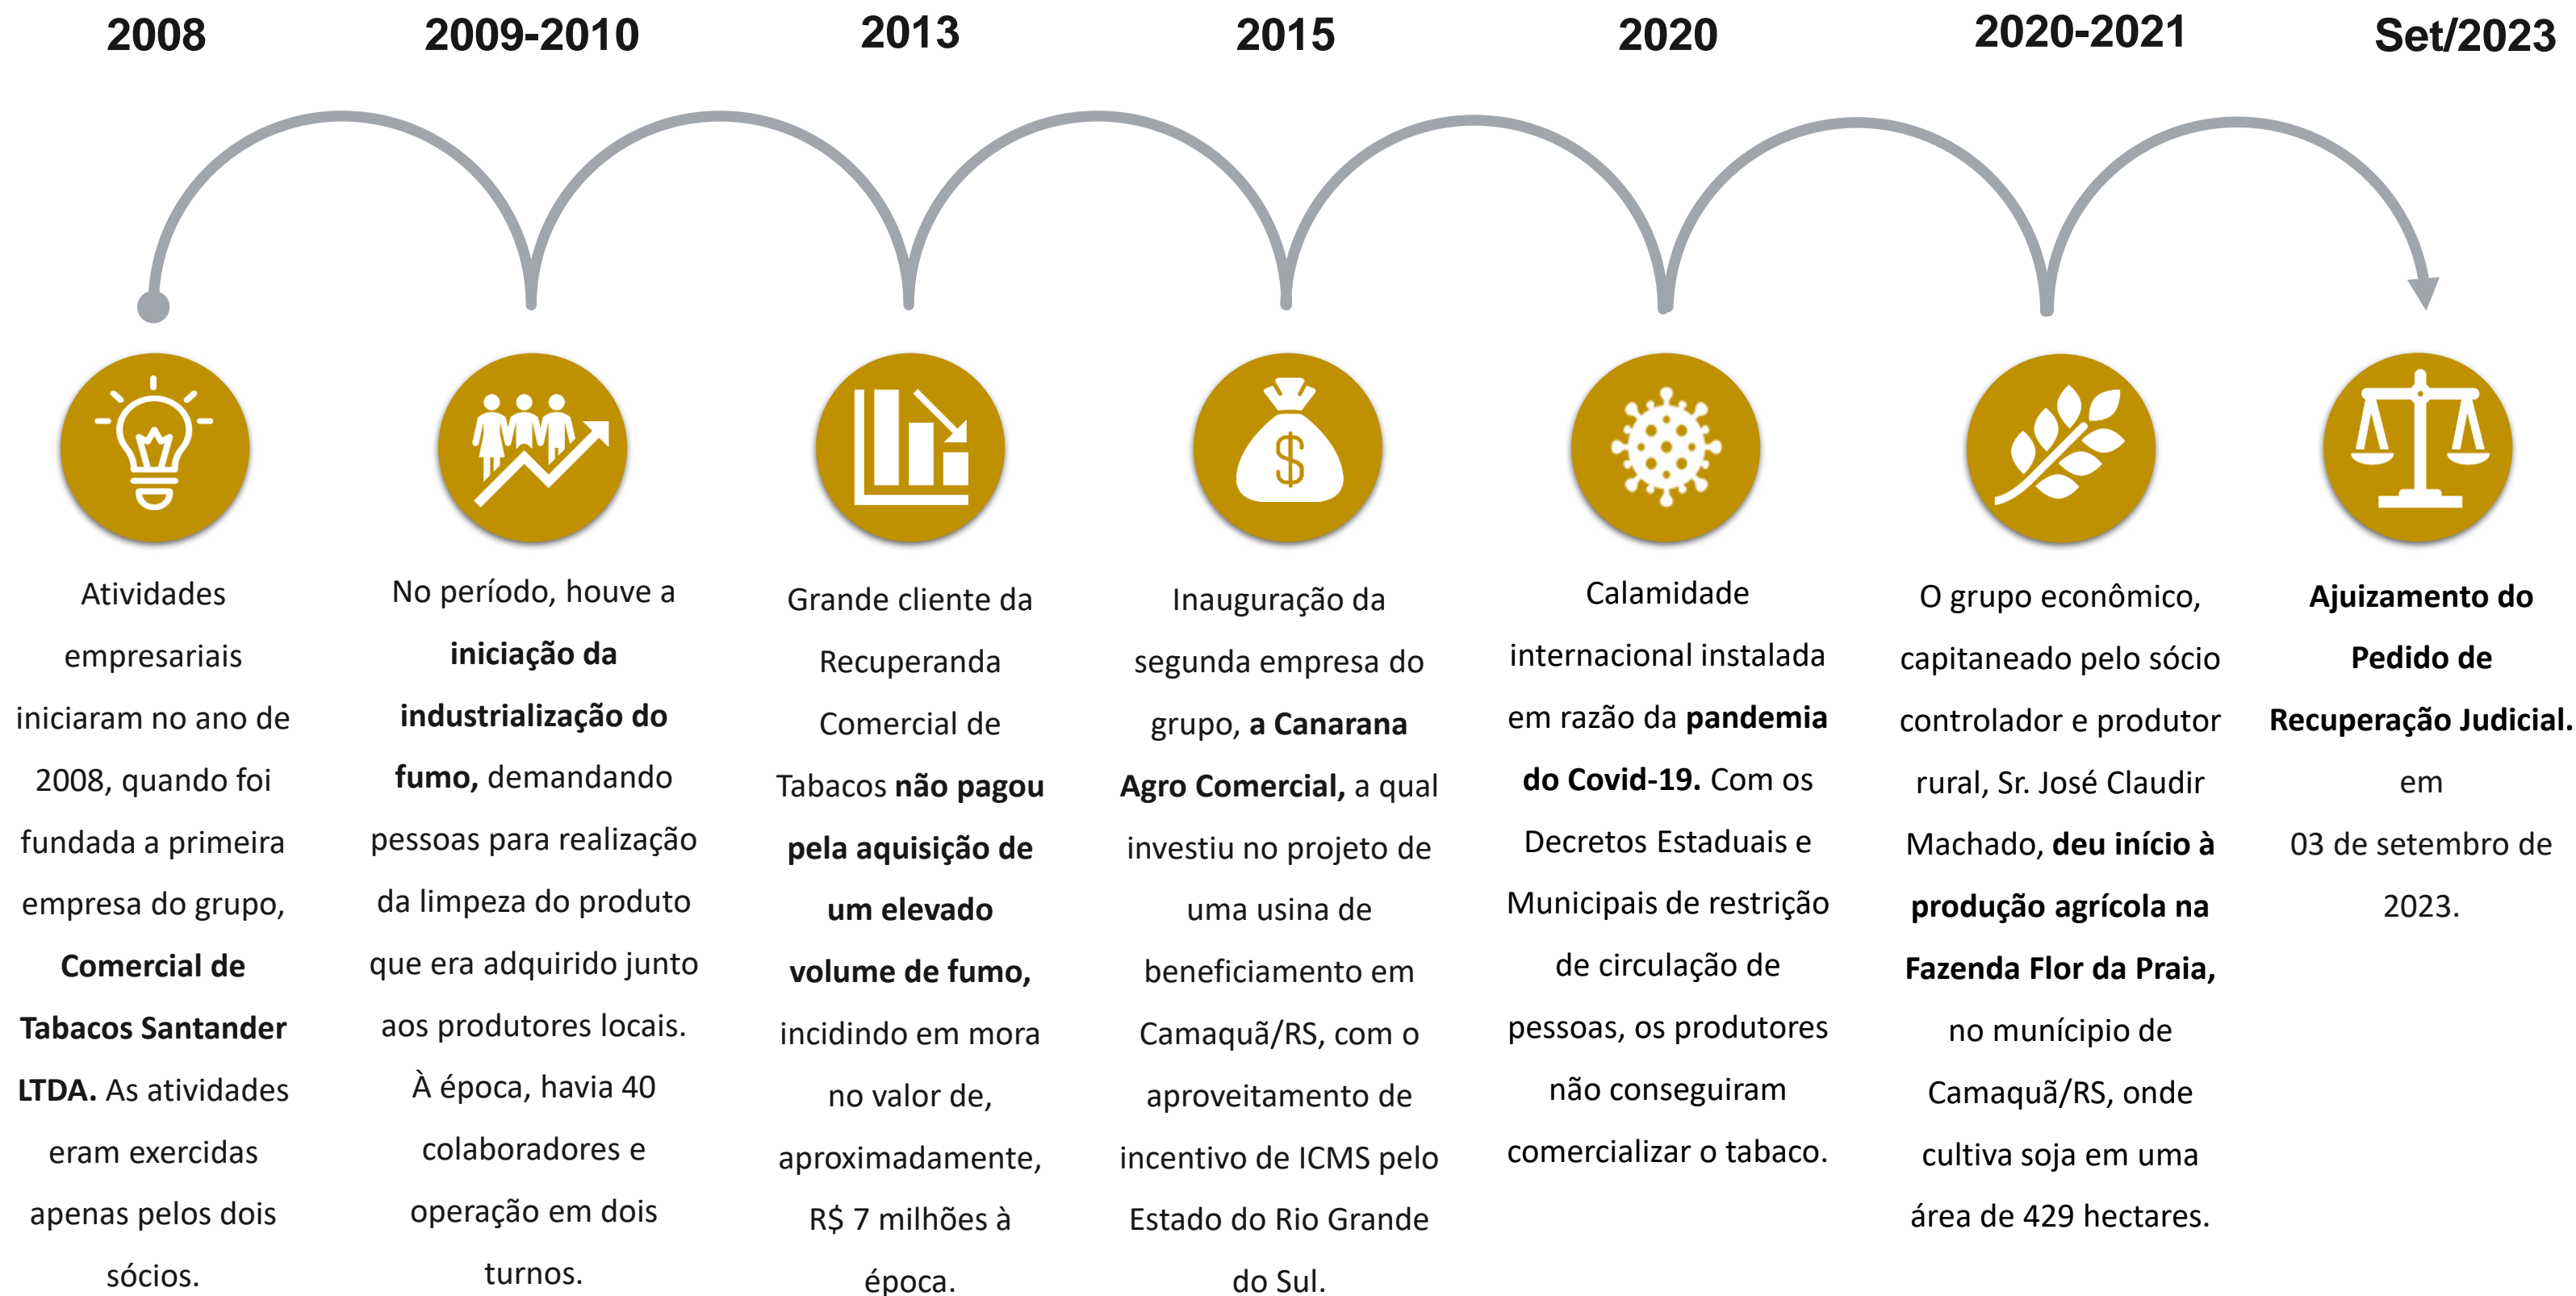 2008
2009-2010
2013
2015
2020
2020-2021
Set/2023
Atividades
empresariais
iniciaram no ano de
2008, quando foi
fundada a primeira
empresa do grupo,
Comercial de
Tabacos Santander
LTDA. As atividades
eram exercidas
apenas pelos dois
sócios.
No período, houve a
iniciação da
industrialização do
fumo, demandando
pessoas para realização
da limpeza do produto
que era adquirido junto
aos produtores locais.
À época, havia 40
colaboradores e
operação em dois
turnos.
Grande cliente da
Recuperanda
Comercial de
Tabacos não pagou
pela aquisição de
um elevado
volume de fumo,
incidindo em mora
no valor de,
aproximadamente,
R$ 7 milhões à
época.
$
Inauguração da
segunda empresa do
grupo, a Canarana
Agro Comercial, a qual
investiu no projeto de
uma usina de
beneficiamento em
Camaquã/RS, com o
aproveitamento de
incentivo de ICMS pelo
Estado do Rio Grande
do Sul.
Calamidade
internacional instalada
em razão da pandemia
do Covid-19. Com os
Decretos Estaduais e
Municipais de restrição
de circulação de
pessoas, os produtores
não conseguiram
comercializar o tabaco.
O grupo econômico,
capitaneado pelo sócio
controlador e produtor
rural, Sr. José Claudir
Machado, deu início à
produção agrícola na
Fazenda Flor da Praia,
no munícipio de
Camaquã/RS, onde
cultiva soja em uma
área de 429 hectares.
Ajuizamento do
Pedido de
Recuperação Judicial.
em
03 de setembro de
2023.